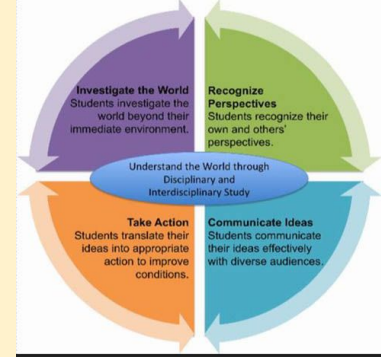 Investigate the World
Students investigate the
world beyond their
immediate environment.
Recognize
Perspectives
Students recognize their
own and others'
perspectives.
Understand the World through
Disciplinary and
Interdisciplinary Study
Take Action
Students translate their
ideas into appropriate
action to improve
conditions.
Communicate Ideas
Students communicate
their ideas effectively
with diverse audiences.